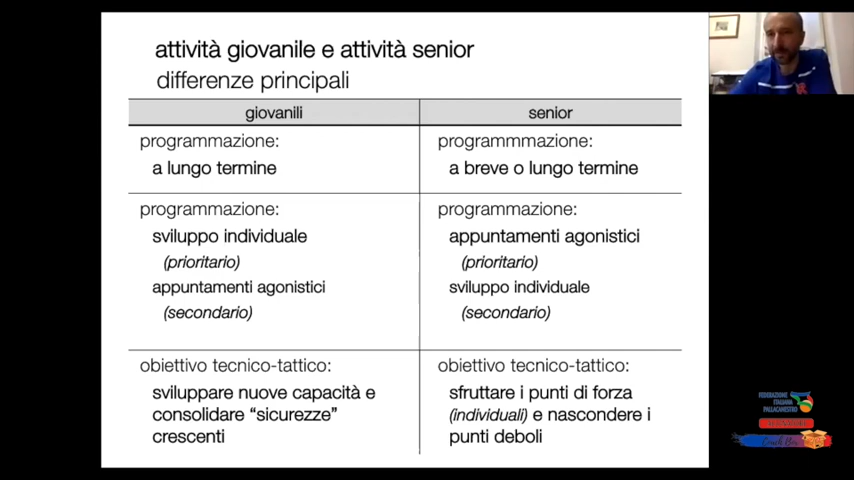 attività giovanile e attività senior
differenze principali
giovanili
senior
programmazione:
a lungo termine
programmmazione:
a breve o lungo termine
programmazione:
sviluppo individuale
(prioritario)
appuntamenti agonistici
(secondario)
programmazione:
appuntamenti agonistici
(prioritario)
sviluppo individuale
(secondario)
obiettivo tecnico-tattico:
sviluppare nuove capacità e
consolidare “sicurezze”
crescenti
obiettivo tecnico-tattico:
sfruttare i punti di forza
(individuali) e nascondere i
punti deboli
FEDERAZIONE
ITALIANA
PALLACANESTRO
Coach Box